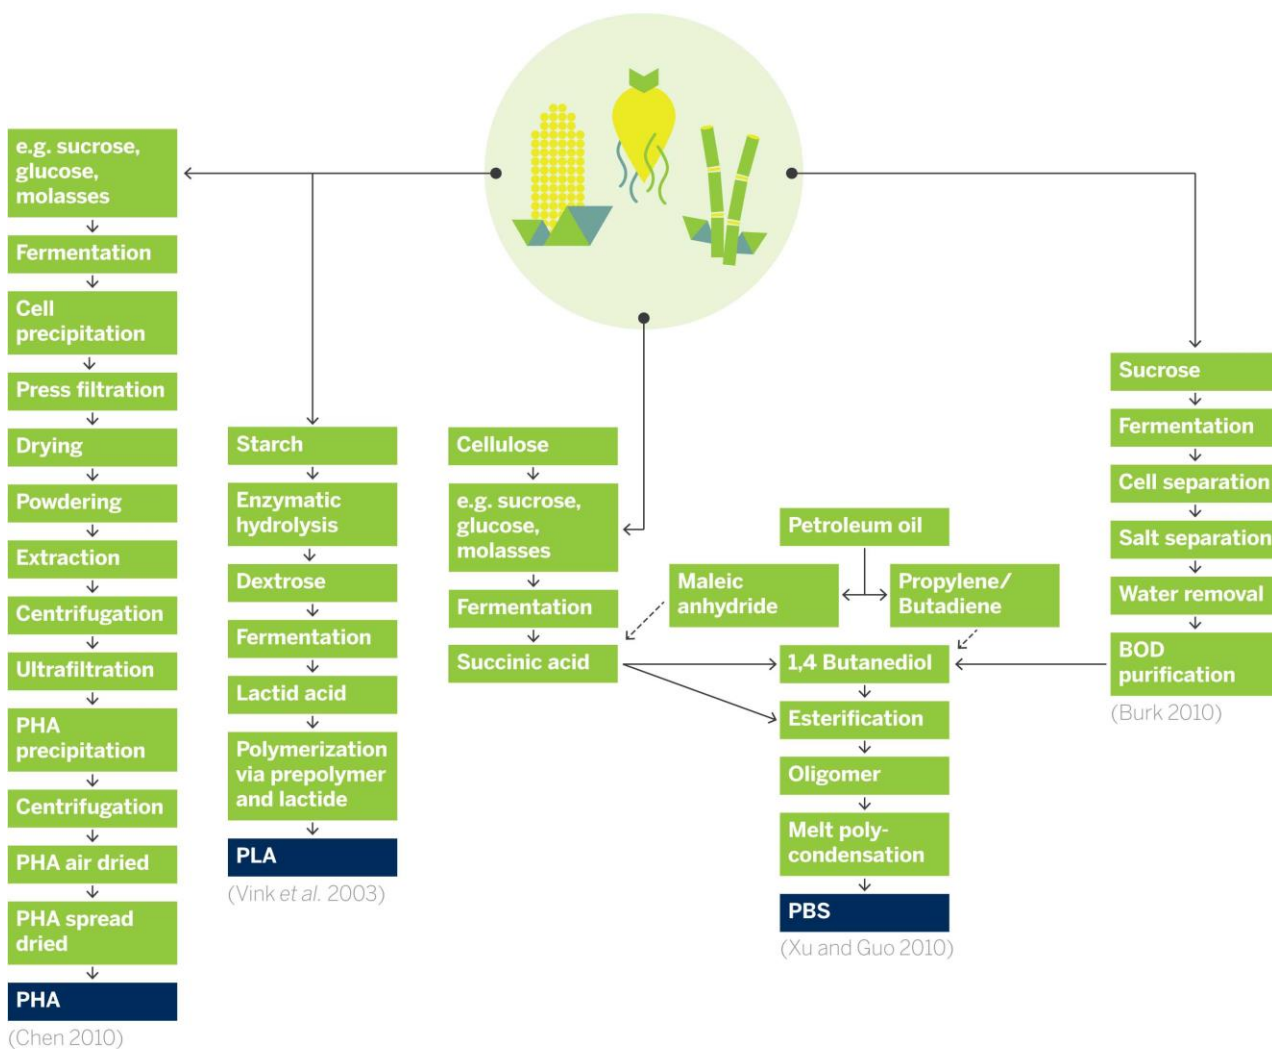 e.g. sucrose,
glucose,
molasses
Fermentation
Cell
precipitation
Press filtration
Drying
Powdering
Extraction
Centrifugation
Ultrafiltration
PHA
precipitation
Centrifugation
PHA air dried
PHA spread
dried
PHA
(Chen 2010)
Starch
Enzymatic
hydrolysis
Dextrose
Fermentation
Lactid acid
Polymerization
via prepolymer
and lactide
PLA
(Vink et al. 2003)
Cellulose
e.g. sucrose,
glucose,
molasses
Fermentation
Succinic acid
Petroleum oil
Maleic
anhydride
Propylene/
Butadiene
1,4 Butanediol
Esterification
Oligomer
Melt poly-
condensation
PBS
(Xu and Guo 2010)
Sucrose
Fermentation
Cell separation
Salt separation
Water removal
BOD
purification
(Burk 2010)